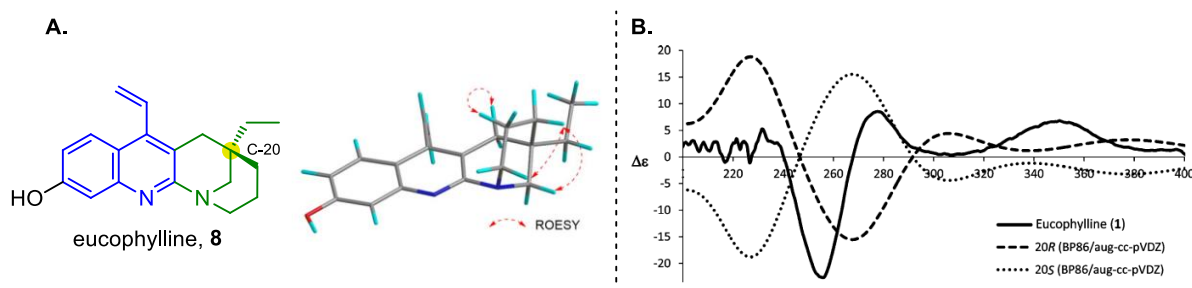 A.
C-20
HO
N
N
eucophylline, 8
ROESY
B.
20
15
10
5
0
-5
-10
-15
-20
Δε
220
240
260
280
300
320
340
360
380
400
Eucophylline (1)
20R (BP86/aug-cc-pVDZ)
20S (BP86/aug-cc-pVDZ)